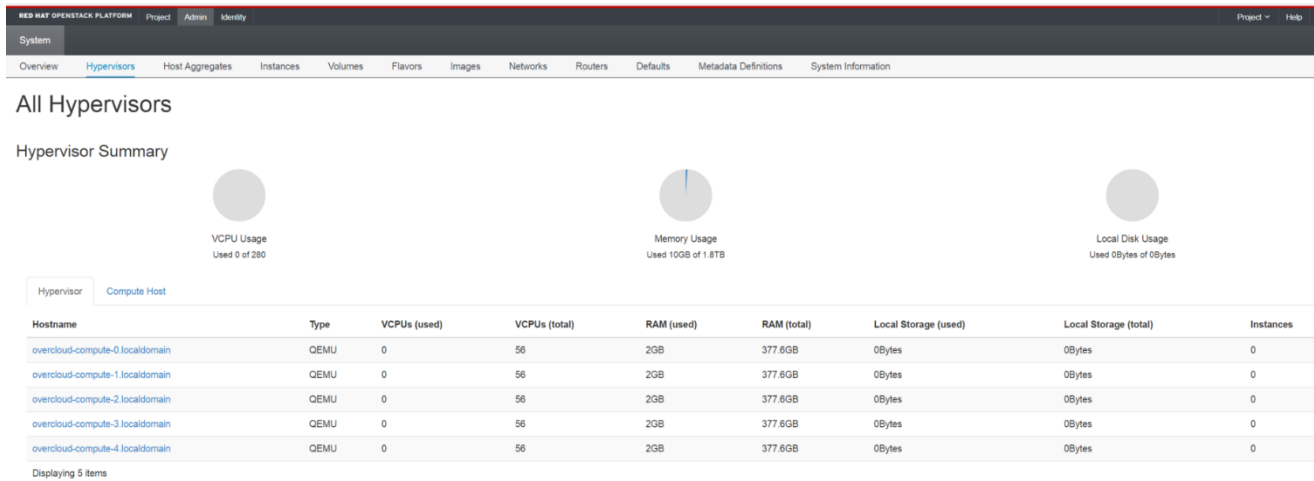 RED HAT OPENSTACK PLATFORM Project Admin Identity Project Help
System
Overview Hypervisors Host Aggregates Instances Volumes Flavors Images Networks Routers Defaults Metadata Definitions System Information
All Hypervisors
Hypervisor Summary
VCPU Usage Memory Usage Local Disk Usage
Used 0 of 280 Used 10GB of 1.8TB Used 0Bytes of 0Bytes
Hypervisor Compute Host
Hostname Type VCPUs (used) VCPUs (total) RAM (used) RAM (total) Local Storage (used) Local Storage (total) Instances
overcloud-compute-0.localdomain QEMU 0 56 2GB 377.6GB 0Bytes 0Bytes 0
overcloud-compute-1.localdomain QEMU 0 56 2GB 377.6GB 0Bytes 0Bytes 0
overcloud-compute-2.localdomain QEMU 0 56 2GB 377.6GB 0Bytes 0Bytes 0
overcloud-compute-3.localdomain QEMU 0 56 2GB 377.6GB 0Bytes 0Bytes 0
overcloud-compute-4.localdomain QEMU 0 56 2GB 377.6GB 0Bytes 0Bytes 0
Displaying 5 items